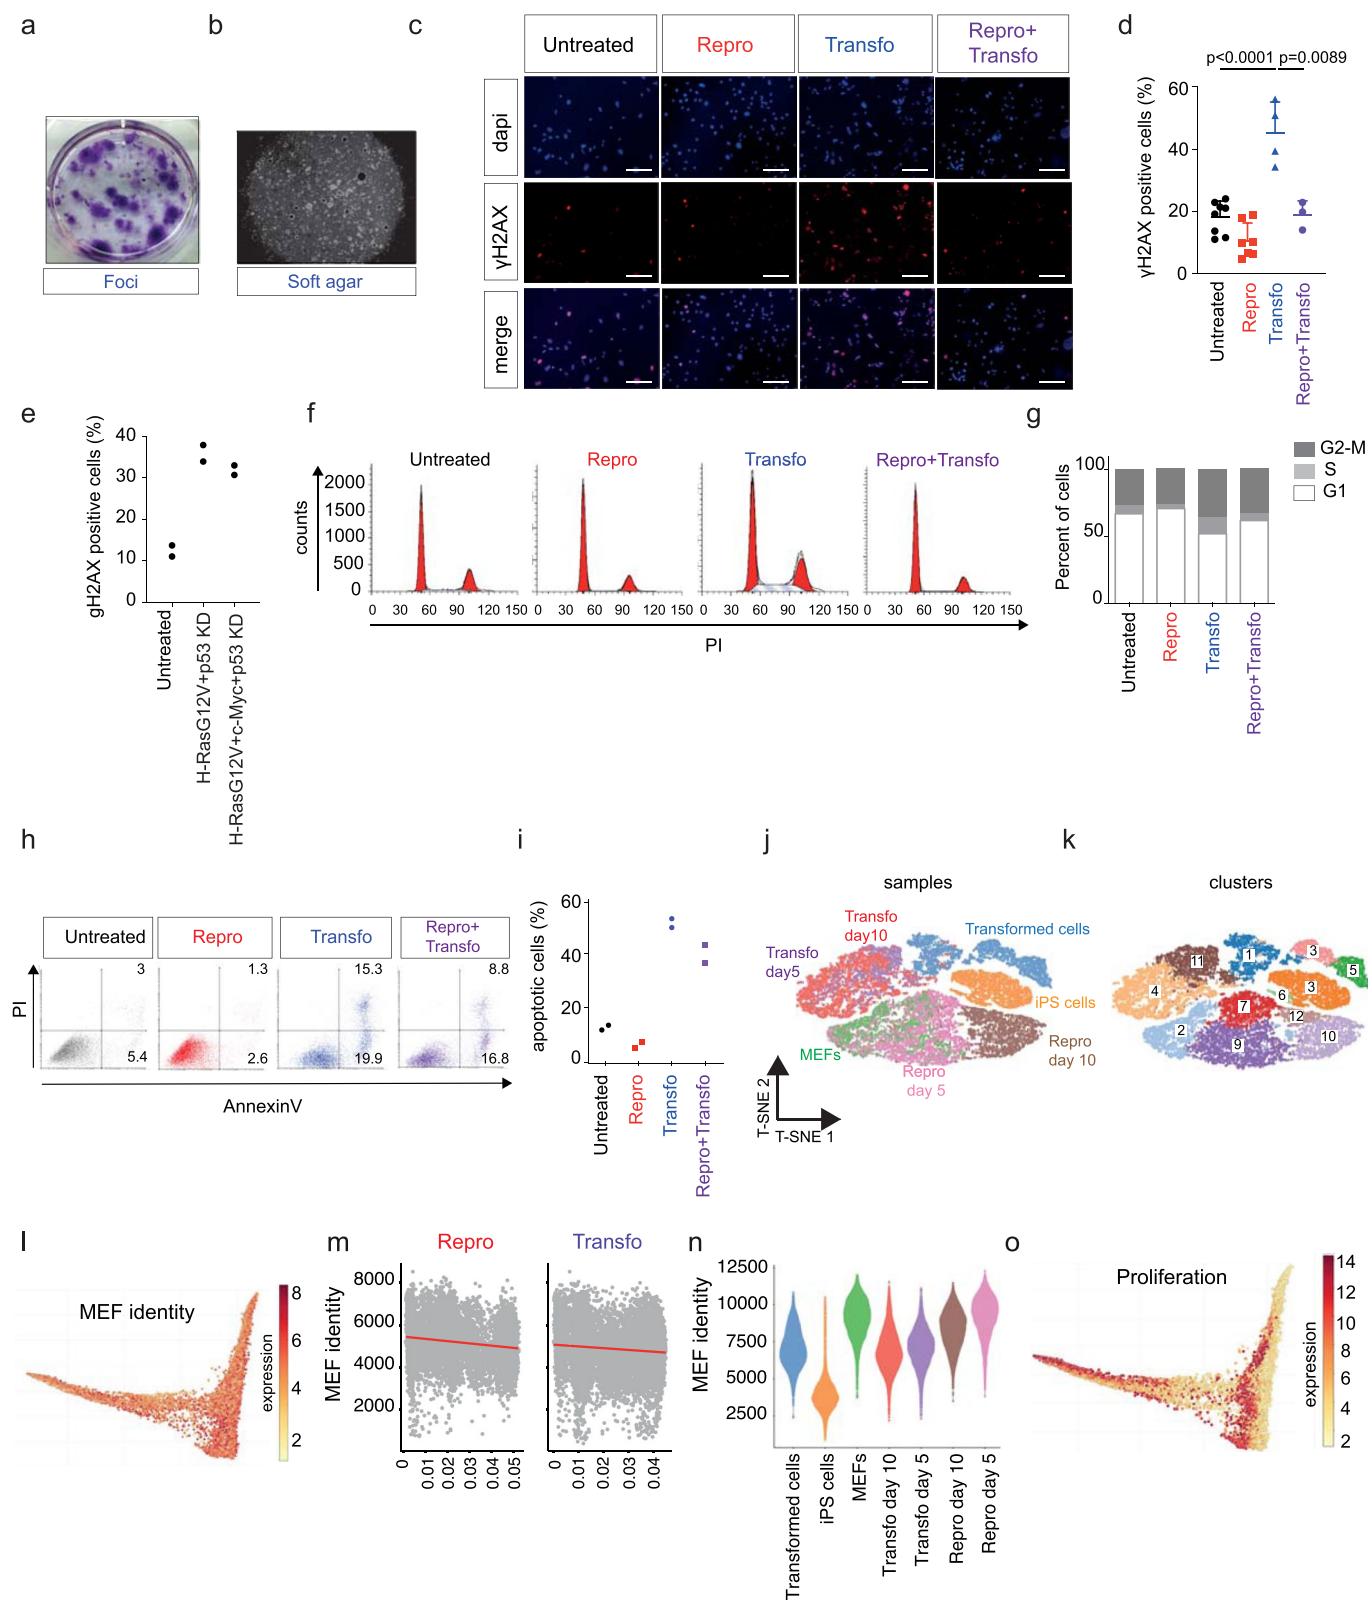 a
b
c
d
Untreated
Repro
Transfo
Repro+
Transfo
dapi
γH2AX
merge
Foci
Soft agar
p<0.0001
p=0.0089
γH2AX positive cells (%)
60
40
20
0
Untreated
Repro
Transfo
Repro+Transfo
e
gH2AX positive cells (%)
40
30
20
10
0
Untreated
H-RasG12V+p53 KD
H-RasG12V+c-Myc+p53 KD
f
Untreated
Repro
Transfo
Repro+Transfo
counts
2000
1500
1000
500
0
0 30 60 90 120 150
0 30 60 90 120 150
0 30 60 90 120 150
0 30 60 90 120 150
PI
g
Percent of cells
100
50
0
G2-M
S
G1
Untreated
Repro
Transfo
Repro+Transfo
h
Untreated
Repro
Transfo
Repro+
Transfo
PI
3
1.3
15.3
8.8
5.4
2.6
19.9
16.8
AnnexinV
i
apoptotic cells (%)
60
40
20
0
Untreated
Repro
Transfo
Repro+Transfo
j
samples
Transfo
day10
Transfo
day5
Transformed cells
iPS cells
MEFs
Repro
day 5
Repro
day 10
T-SNE 2
T-SNE 1
k
clusters
11
1
3
5
4
6
3
7
12
2
9
10
l
MEF identity
expression
8
6
4
2
m
Repro
Transfo
MEF identity
8000
6000
4000
2000
0
0.01
0.02
0.03
0.04
0.05
0
0.01
0.02
0.03
0.04
n
MEF identity
12500
10000
7500
5000
2500
Transformed cells
iPS cells
MEFs
Transfo day 10
Transfo day 5
Repro day 10
Repro day 5
o
Proliferation
expression
14
12
10
8
6
4
2